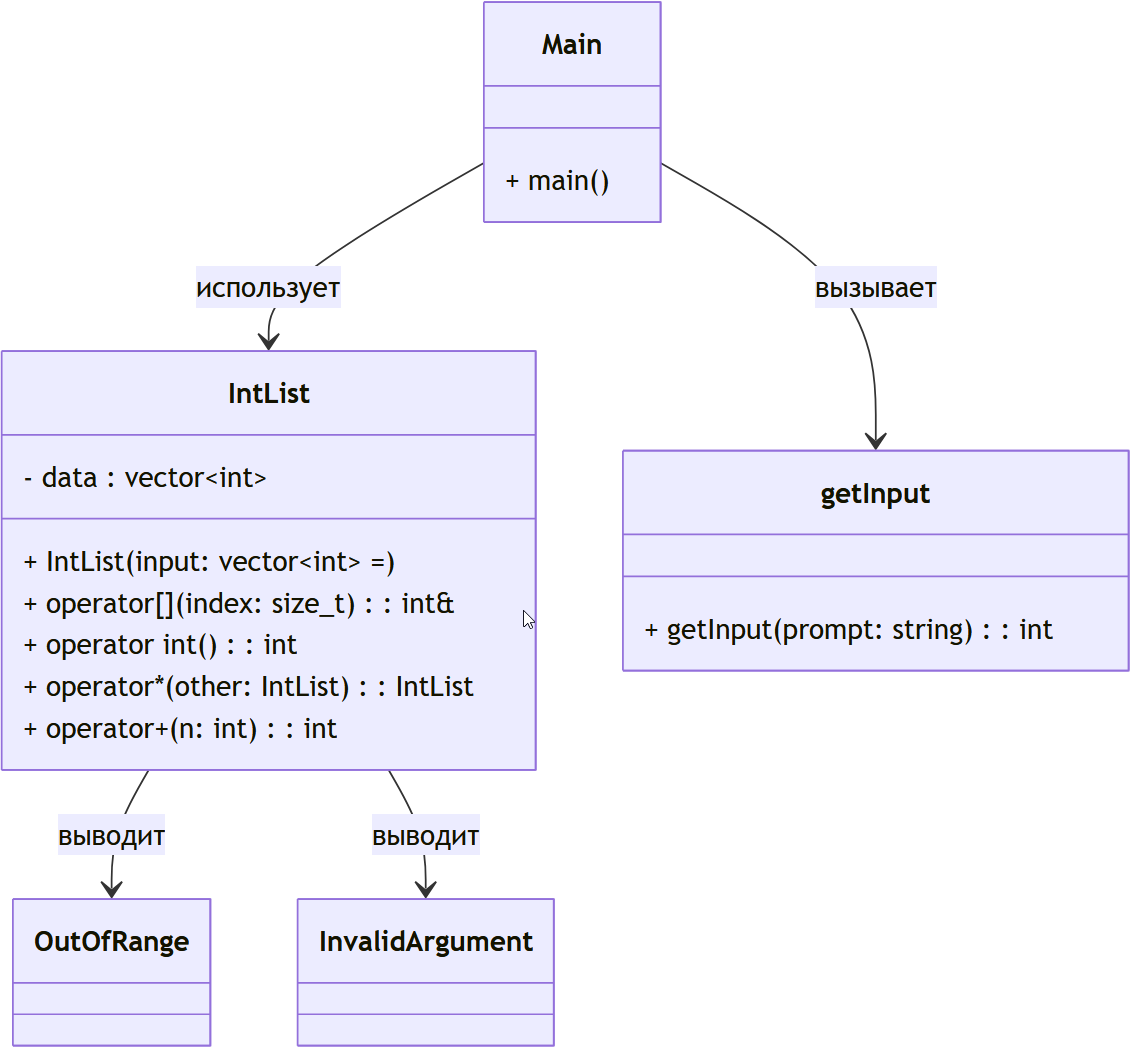 Main
+ main()
использует
вызывает
IntList
- data : vector<int>
+ IntList(input: vector<int> =)
+ operator[](index: size_t) : : int&
+ operator int() : : int
+ operator*(other: IntList) : : IntList
+ operator+(n: int) : : int
getInput
+ getInput(prompt: string) : : int
выводит
выводит
OutOfRange
InvalidArgument